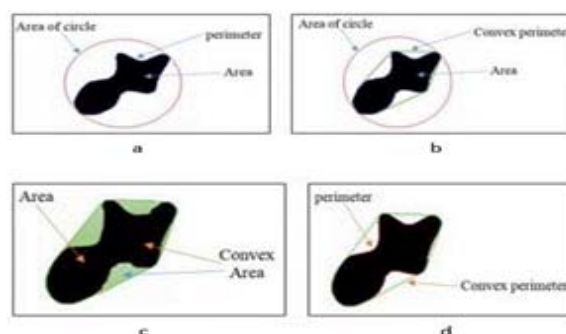 Area of circle
perimeter
Area
a
Area of circle
Convex perimeter
Area
b
Area
Convex
Area
c
perimeter
Convex perimeter
d